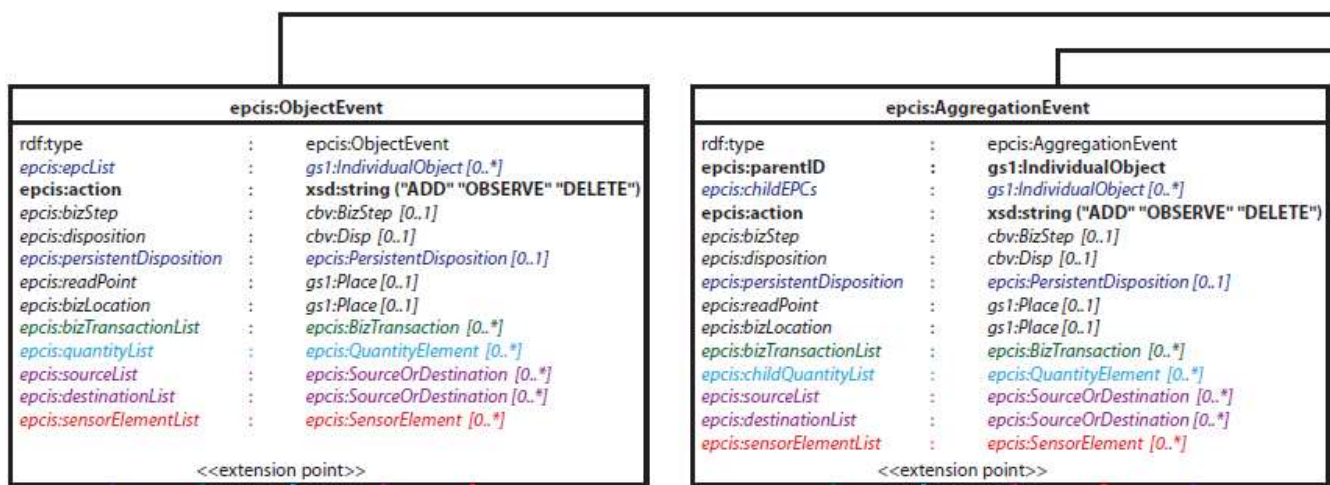 epcis:ObjectEvent
rdf:type : epcis:ObjectEvent
epcis:epcList : gs1:IndividualObject [0..*]
epcis:action : xsd:string ("ADD" "OBSERVE" "DELETE")
epcis:bizStep : cbv:BizStep [0..1]
epcis:disposition : cbv:Disp [0..1]
epcis:persistentDisposition : epcis:PersistentDisposition [0..1]
epcis:readPoint : gs1:Place [0..1]
epcis:bizLocation : gs1:Place [0..1]
epcis:bizTransactionList : epcis:BizTransaction [0..*]
epcis:quantityList : epcis:QuantityElement [0..*]
epcis:sourceList : epcis:SourceOrDestination [0..*]
epcis:destinationList : epcis:SourceOrDestination [0..*]
epcis:sensorElementList : epcis:SensorElement [0..*]
<<extension point>>
epcis:AggregationEvent
rdf:type : epcis:AggregationEvent
epcis:parentID : gs1:IndividualObject
epcis:childEPCs : gs1:IndividualObject [0..*]
epcis:action : xsd:string ("ADD" "OBSERVE" "DELETE")
epcis:bizStep : cbv:BizStep [0..1]
epcis:disposition : cbv:Disp [0..1]
epcis:persistentDisposition : epcis:PersistentDisposition [0..1]
epcis:readPoint : gs1:Place [0..1]
epcis:bizLocation : gs1:Place [0..1]
epcis:bizTransactionList : epcis:BizTransaction [0..*]
epcis:childQuantityList : epcis:QuantityElement [0..*]
epcis:sourceList : epcis:SourceOrDestination [0..*]
epcis:destinationList : epcis:SourceOrDestination [0..*]
epcis:sensorElementList : epcis:SensorElement [0..*]
<<extension point>>